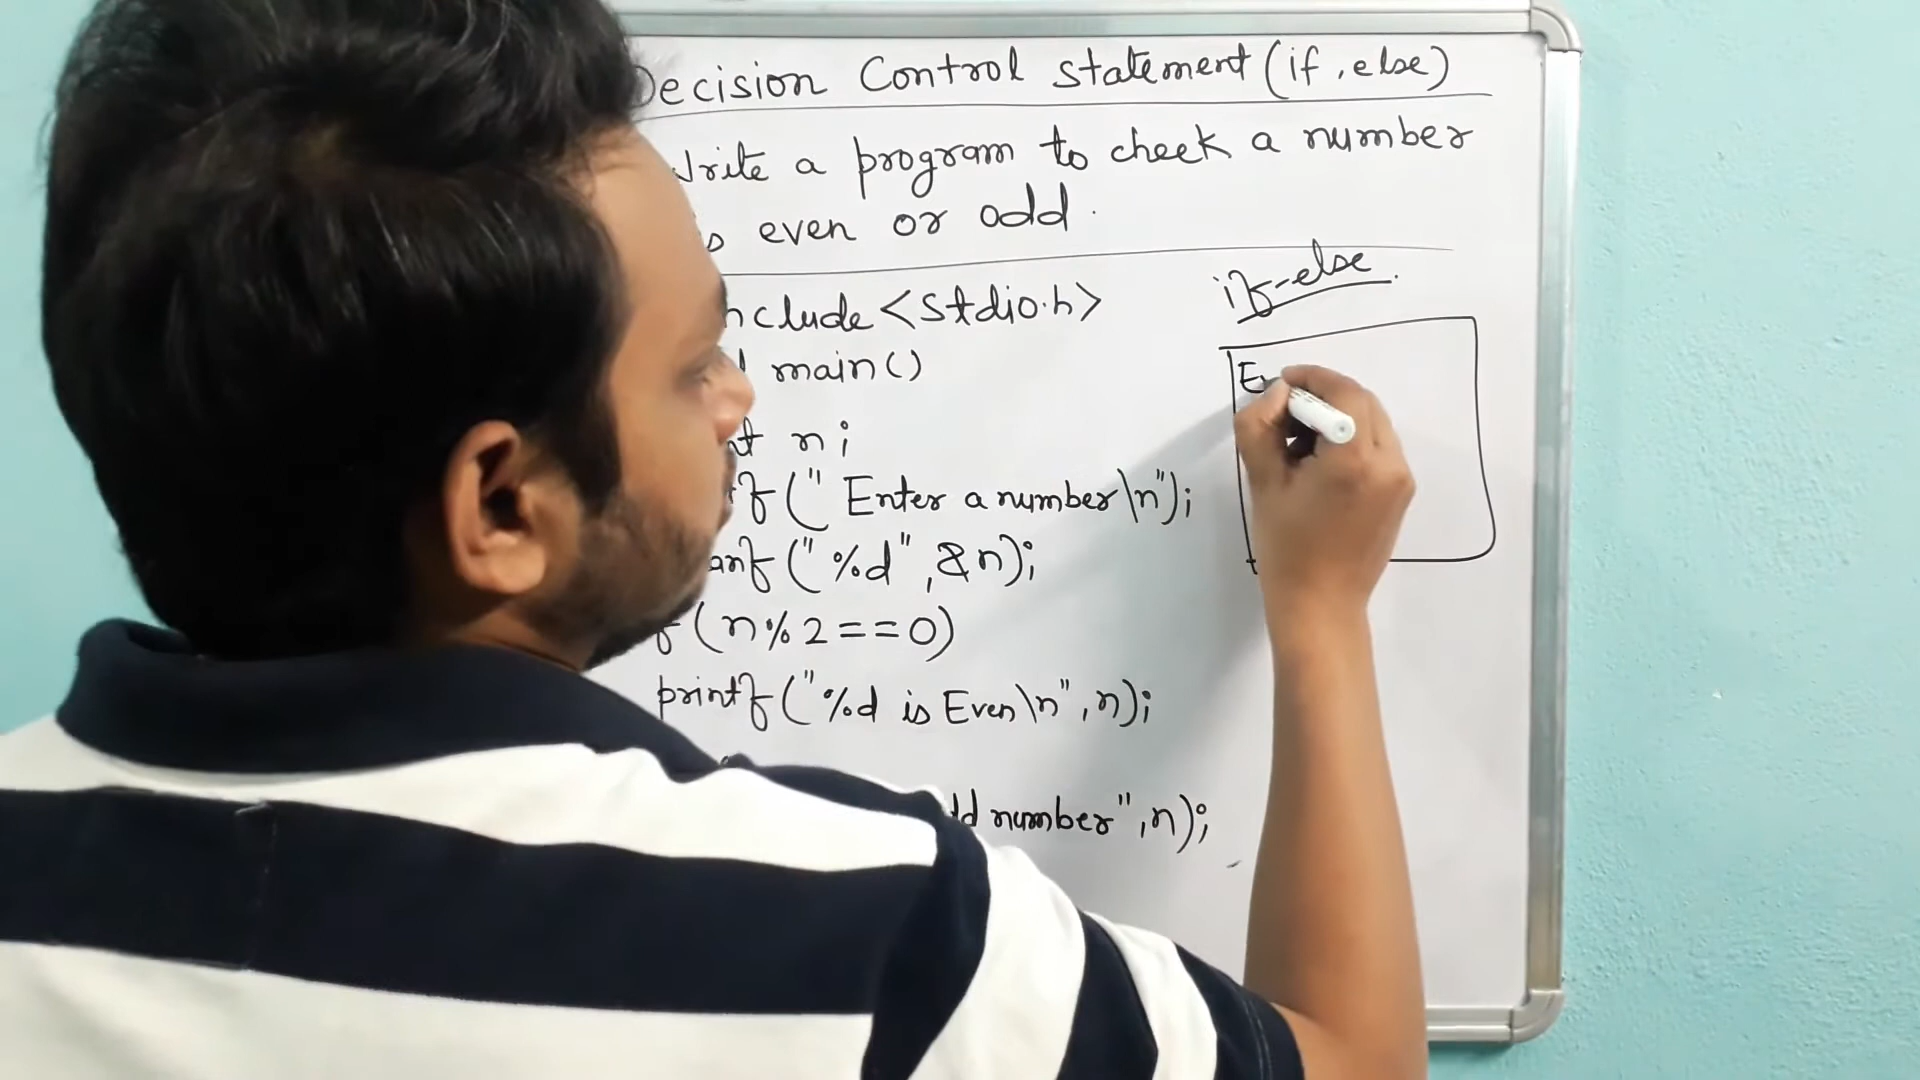 Decision Control statement (if, else)
Write a program to check a number
is even or odd.
if-else
include <stdio.h>
main()
int n;
printf (" Enter a number\n");
scanf ("%d", &n);
if (n%2==0)
printf ("%d is Even\n", n);
odd number", n);